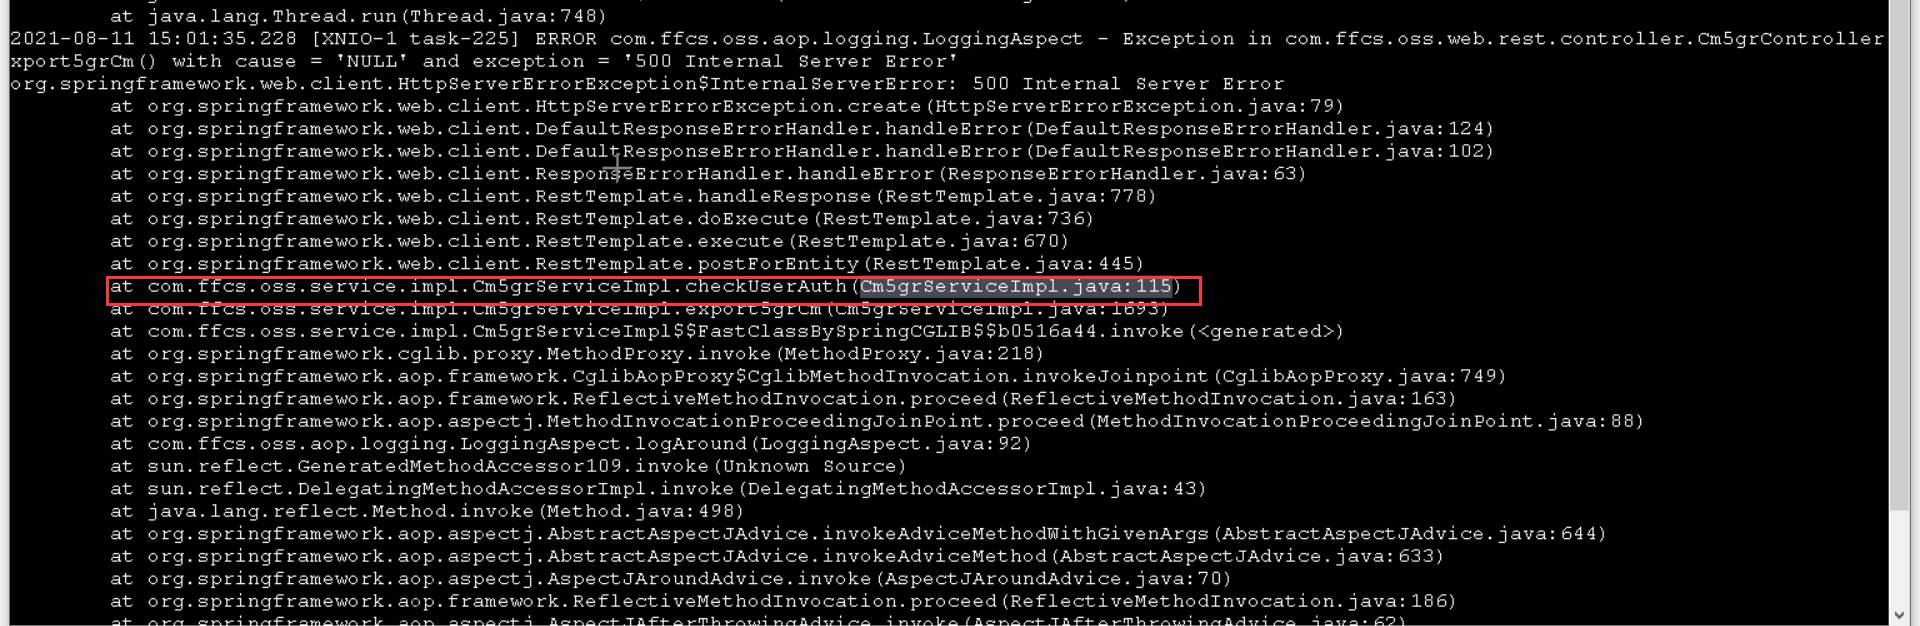 at java.lang.Thread.run(Thread.java:748)
2021-08-11 15:01:35.228 [XNIO-1 task-225] ERROR com.ffcs.oss.aop.logging.LoggingAspect - Exception in com.ffcs.oss.web.rest.controller.Cm5grController
xport5grCm() with cause = 'NULL' and exception = '500 Internal Server Error'
org.springframework.web.client.HttpServerErrorException$InternalServerError: 500 Internal Server Error
at org.springframework.web.client.HttpServerErrorException.create(HttpServerErrorException.java:79)
at org.springframework.web.client.DefaultResponseErrorHandler.handleError(DefaultResponseErrorHandler.java:124)
at org.springframework.web.client.DefaultResponseErrorHandler.handleError(DefaultResponseErrorHandler.java:102)
at org.springframework.web.client.ResponseErrorHandler.handleError(ResponseErrorHandler.java:63)
at org.springframework.web.client.RestTemplate.handleResponse(RestTemplate.java:778)
at org.springframework.web.client.RestTemplate.doExecute(RestTemplate.java:736)
at org.springframework.web.client.RestTemplate.execute(RestTemplate.java:670)
at org.springframework.web.client.RestTemplate.postForEntity(RestTemplate.java:445)
at com.ffcs.oss.service.impl.Cm5grServiceImpl.checkUserAuth(Cm5grServiceImpl.java:115)
at com.ffcs.oss.service.impl.Cm5grServiceImpl.export5grCm(Cm5grServiceImpl.java:1693)
at com.ffcs.oss.service.impl.Cm5grServiceImpl$$FastClassBySpringCGLIB$$b0516a44.invoke(<generated>)
at org.springframework.cglib.proxy.MethodProxy.invoke(MethodProxy.java:218)
at org.springframework.aop.framework.CglibAopProxy$CglibMethodInvocation.invokeJoinpoint(CglibAopProxy.java:749)
at org.springframework.aop.framework.ReflectiveMethodInvocation.proceed(ReflectiveMethodInvocation.java:163)
at org.springframework.aop.aspectj.MethodInvocationProceedingJoinPoint.proceed(MethodInvocationProceedingJoinPoint.java:88)
at com.ffcs.oss.aop.logging.LoggingAspect.logAround(LoggingAspect.java:92)
at sun.reflect.GeneratedMethodAccessor109.invoke(Unknown Source)
at sun.reflect.DelegatingMethodAccessorImpl.invoke(DelegatingMethodAccessorImpl.java:43)
at java.lang.reflect.Method.invoke(Method.java:498)
at org.springframework.aop.aspectj.AbstractAspectJAdvice.invokeAdviceMethodWithGivenArgs(AbstractAspectJAdvice.java:644)
at org.springframework.aop.aspectj.AbstractAspectJAdvice.invokeAdviceMethod(AbstractAspectJAdvice.java:633)
at org.springframework.aop.aspectj.AspectJAroundAdvice.invoke(AspectJAroundAdvice.java:70)
at org.springframework.aop.framework.ReflectiveMethodInvocation.proceed(ReflectiveMethodInvocation.java:186)
at org.springframework.aop.aspectj.AspectJAfterThrowingAdvice.invoke(AspectJAfterThrowingAdvice.java:62)